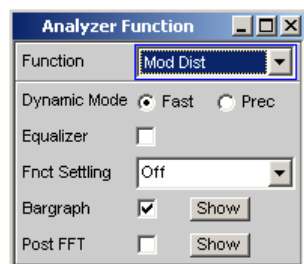 Analyzer Function
Function Mod Dist
Dynamic Mode Fast Prec
Equalizer
Fnct Settling Off
Bargraph Show
Post FFT Show